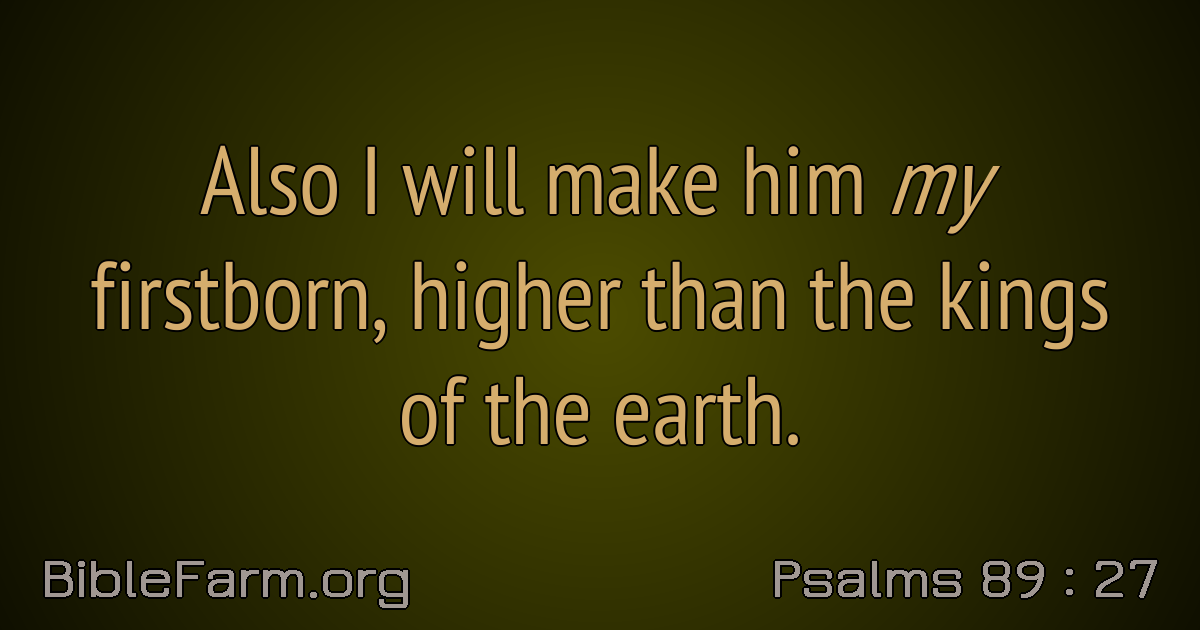 Also I will make him my
firstborn, higher than the kings
of the earth.
BibleFarm.org
Psalms 89 : 27